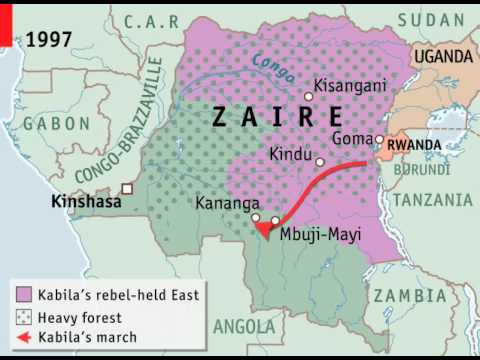 1997
C.A.R
SUDAN
UGANDA
Congo
Kisangani
CONGO-BRAZZAVILLE
GABON
ZAIRE
Goma
RWANDA
Kindu
BURUNDI
Kinshasa
TANZANIA
Kananga
Mbuji-Mayi
Kabila's rebel-held East
Heavy forest
Kabila's march
ANGOLA
ZAMBIA